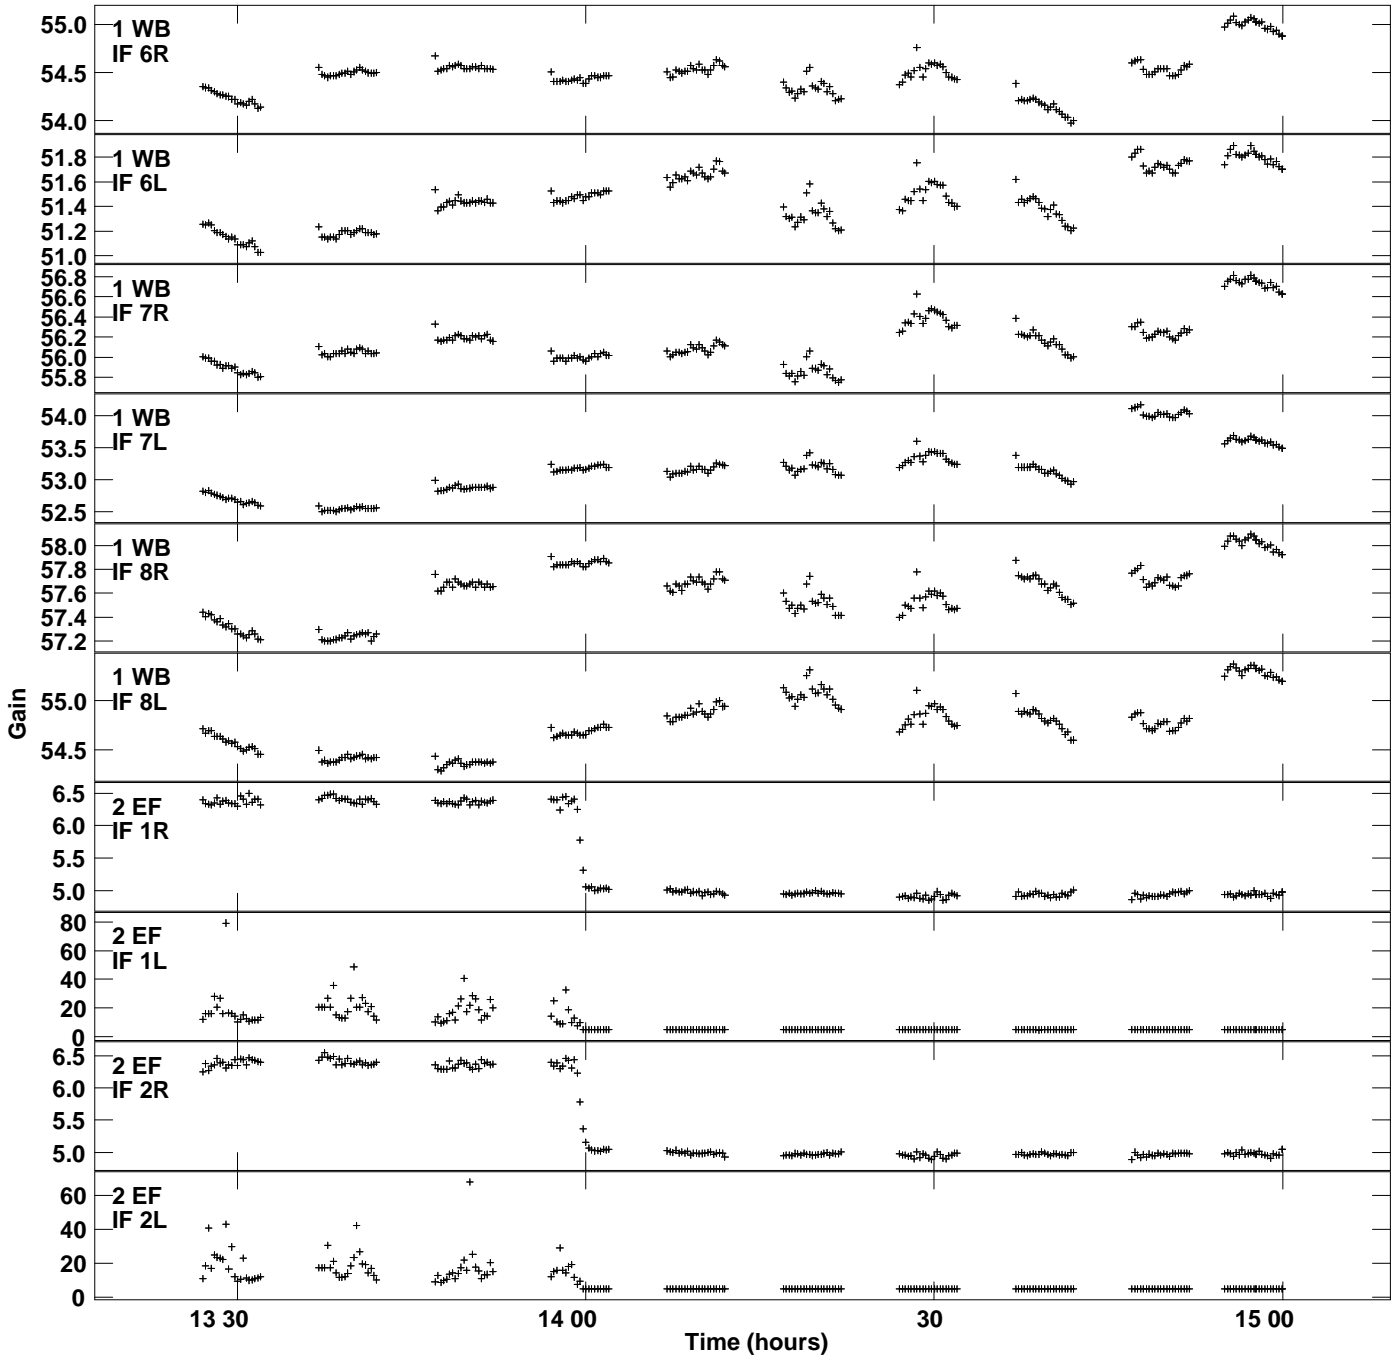 1 WB
IF 6R
55.0
54.5
54.0
1 WB
IF 6L
51.8
51.6
51.4
51.2
51.0
1 WB
IF 7R
56.8
56.6
56.4
56.2
56.0
55.8
1 WB
IF 7L
54.0
53.5
53.0
52.5
1 WB
IF 8R
58.0
57.8
57.6
57.4
57.2
1 WB
IF 8L
55.0
54.5
Gain
2 EF
IF 1R
6.5
6.0
5.5
5.0
2 EF
IF 1L
80
60
40
20
0
2 EF
IF 2R
6.5
6.0
5.5
5.0
2 EF
IF 2L
60
40
20
0
13 30
14 00
30
15 00
Time (hours)